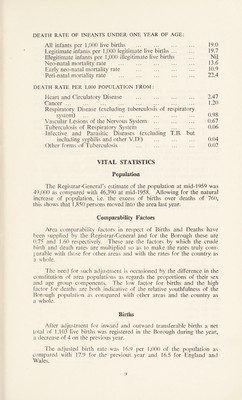 DEATH RATE OF INFANTS UNDER ONE YEAR OF AGE:
All infants per 1,000 live births ... 19.0
Legitimate infants per 1,000 legitimate live births ... 19.7
Illegitimate infants per 1,000 illegitimate live births Nil
Neo-natal mortality rate ... 13.6
Early neo-natal mortality rate ... 10.9
Peri-natal mortality rate ... 22.4
DEATH RATE PER 1,000 POPULATION FROM:
Heart and Circulatory Disease ... 2.47
Cancer ... 1.20
Respiratory Disease (excluding tuberculosis of respiratory
system) ... 0.98
Vascular Lesions of the Nervous System ... 0.67
Tuberculosis of Respiratory System ... 0.06
Infective and Parasitic Diseases (excluding T.B. but
including syphilis and other V.D.) ... 0.04
Other forms of Tuberculosis ... 0.02
VITAL STATISTICS
Population
The Registrar-General's estimate of the population at mid-1959 was
49,000 as compared with 46,390 at mid-1958. Allowing for the natural
increase of population, i.e. the excess of births over deaths of 760,
this shows that 1,850 persons moved into the area last year.
Comparability Factors
Area comparability factors in respect of Births and Deaths have
been supplied by the Registrar-General and for the Borough these are
0.75 and 1.60 respectively. These are the factors by which the crude
birth and death rates are multiplied so as to make the rates truly com-
parable with those for other areas and with the rates for the country as
a whole.
The need for such adjustment is occasioned by the difference in the
constitution of area populations as regards the proportions of their sex
and age group components. The low factor for births and the high
factor for deaths are both indicative of the relative youthfulness of the
Borough population as compared with other areas and the country as
a whole.
Births
After adjustment for inward and outward transferable births a net
total of 1,105 live births was registered in the Borough during the year,
a decrease of 4 on the previous year.
The adjusted birth rate was 16.9 per 1,000 of the population as
compared with 17.9 for the previous year and 16.5 for England and
Wales.